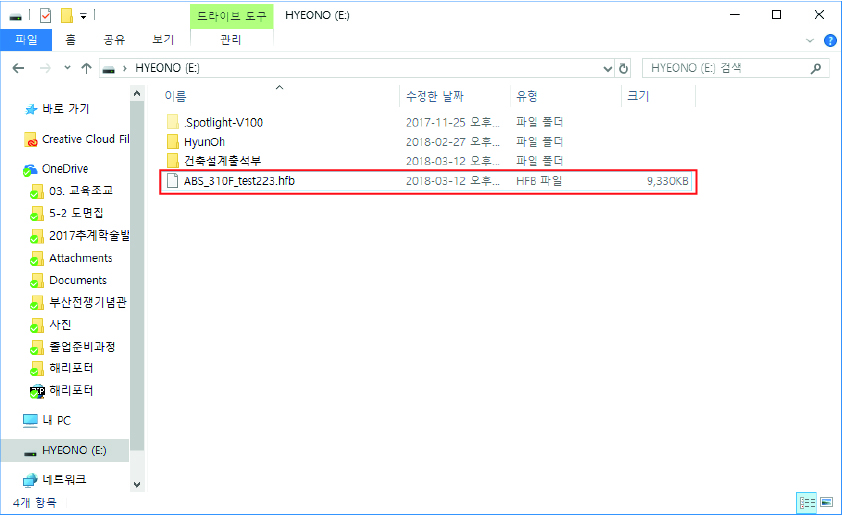 드라이브 도구 HYEONO (E:)
파일 홈 공유 보기 관리
HYEONO (E:)
HYEONO (E:) 검색
이름 수정한 날짜 유형 크기
.Spotlight-V100 2017-11-25 오후... 파일 폴더
HyunOh 2018-02-27 오후... 파일 폴더
건축설계출석부 2018-03-12 오후... 파일 폴더
ABS_310F_test223.hfb 2018-03-12 오후... HFB 파일 9,330KB
바로 가기
Creative Cloud Fil
OneDrive
03. 교육조교
5-2 도면집
2017추계학술발
Attachments
Documents
부산전쟁기념관
사진
졸업준비과정
해리포터
해리포터
내 PC
HYEONO (E:)
네트워크
4개 항목